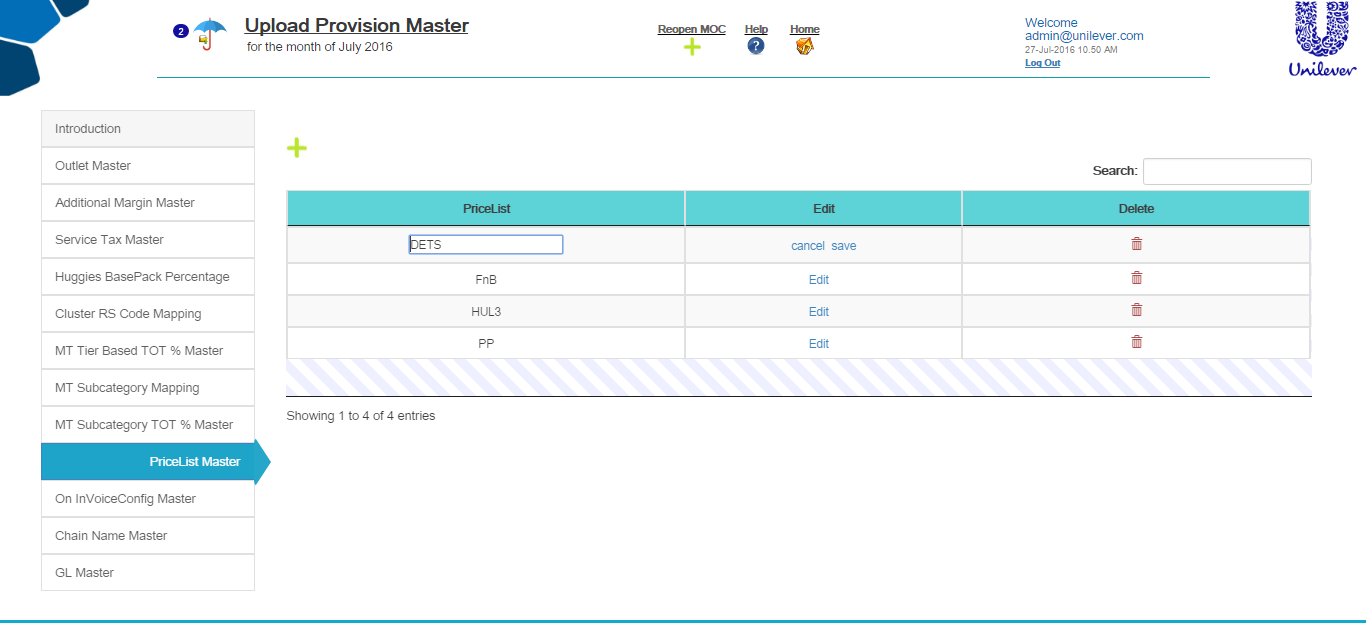 2
Upload Provision Master
for the month of July 2016
Reopen MOC
Help
?
Home
Welcome
admin@unilever.com
27-Jul-2016 10.50 AM
Log Out
Unilever
Introduction
Outlet Master
Additional Margin Master
Service Tax Master
Huggies BasePack Percentage
Cluster RS Code Mapping
MT Tier Based TOT % Master
MT Subcategory Mapping
MT Subcategory TOT % Master
PriceList Master
On InVoiceConfig Master
Chain Name Master
GL Master
Search:
PriceList Edit Delete
DETS cancel save
FnB Edit
HUL3 Edit
PP Edit
Showing 1 to 4 of 4 entries